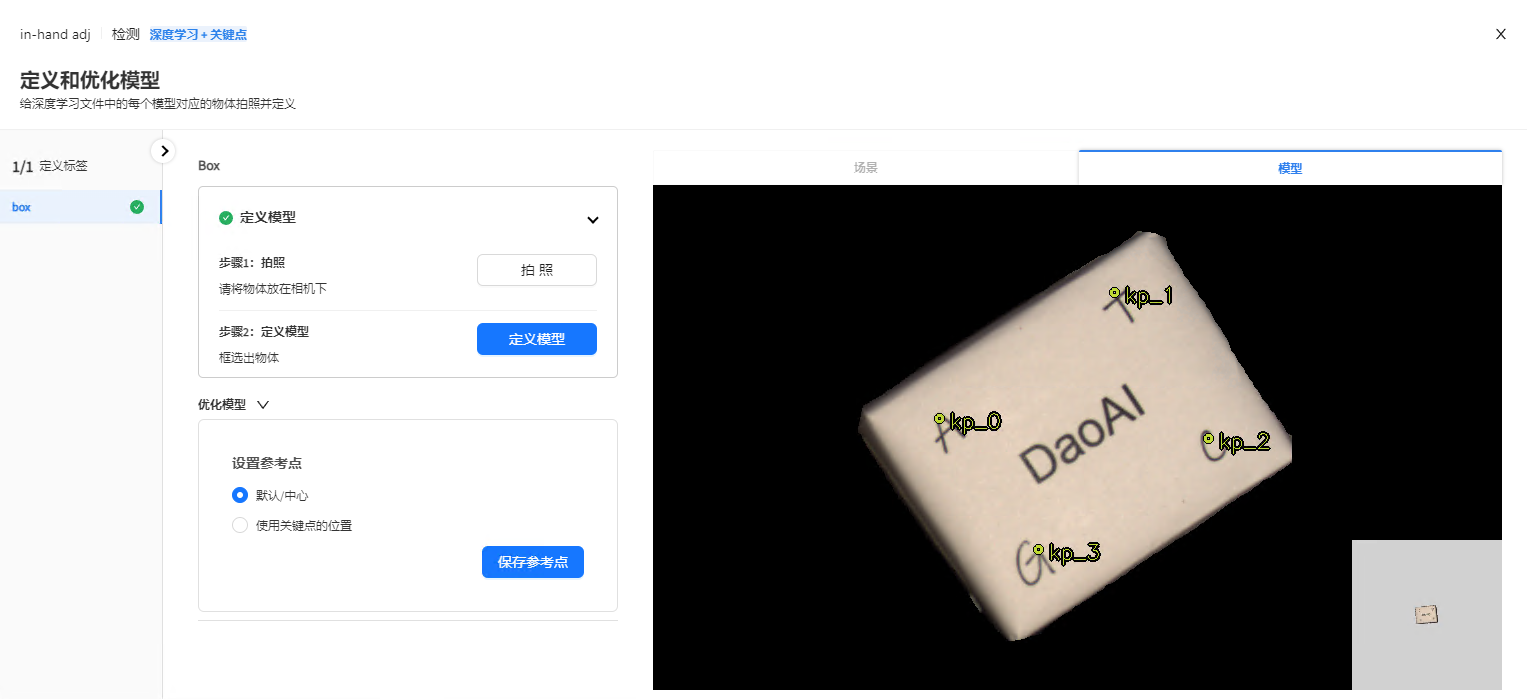 in-hand adj 检测 深度学习+关键点
X
定义和优化模型
给深度学习文件中的每个模型对应的物体拍照并定义
1/1 定义标签
box
Box
定义模型
步骤1：拍照
请将物体放在相机下
拍 照
步骤2：定义模型
框选出物体
定义模型
优化模型
设置参考点
默认/中心
使用关键点的位置
保存参考点
场景
模型
kp_1
T
kp_0
A
DaoAI
kp_2
C
kp_3
G